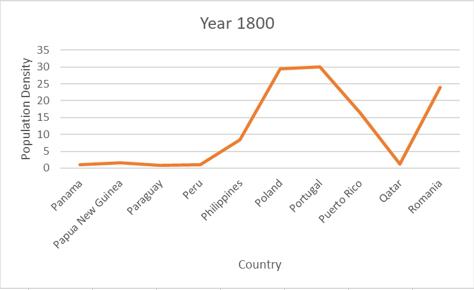 Year 1800
Population Density
35
30
25
20
15
10
5
0
Panama
Papua New Guinea
Paraguay
Peru
Philippines
Poland
Portugal
Puerto Rico
Qatar
Romania
Country